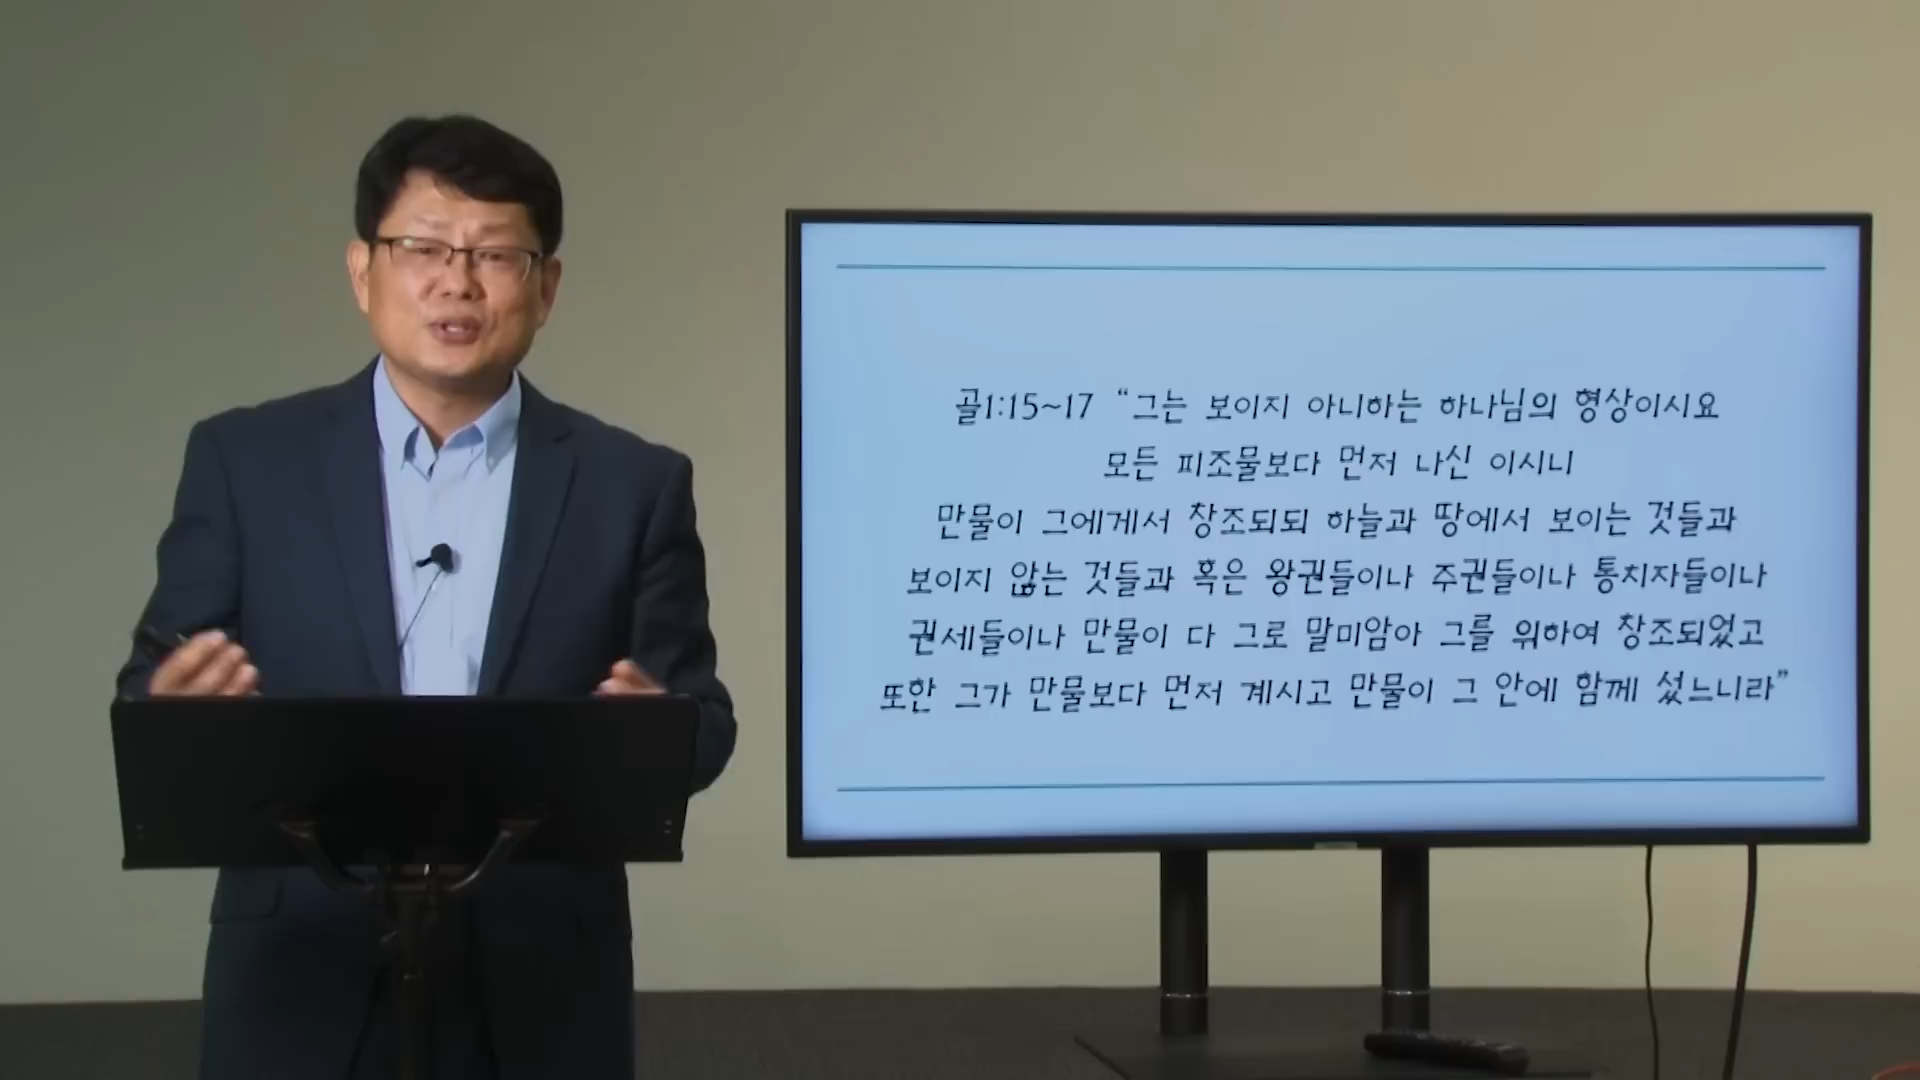 골1:15~17 “그는 보이지 아니하는 하나님의 형상이시요
모든 피조물보다 먼저 나신 이시니
만물이 그에게서 창조되되 하늘과 땅에서 보이는 것들과
보이지 않는 것들과 혹은 왕권들이나 주권들이나 통치자들이나
권세들이나 만물이 다 그로 말미암아 그를 위하여 창조되었고
또한 그가 만물보다 먼저 계시고 만물이 그 안에 함께 섰느니라”